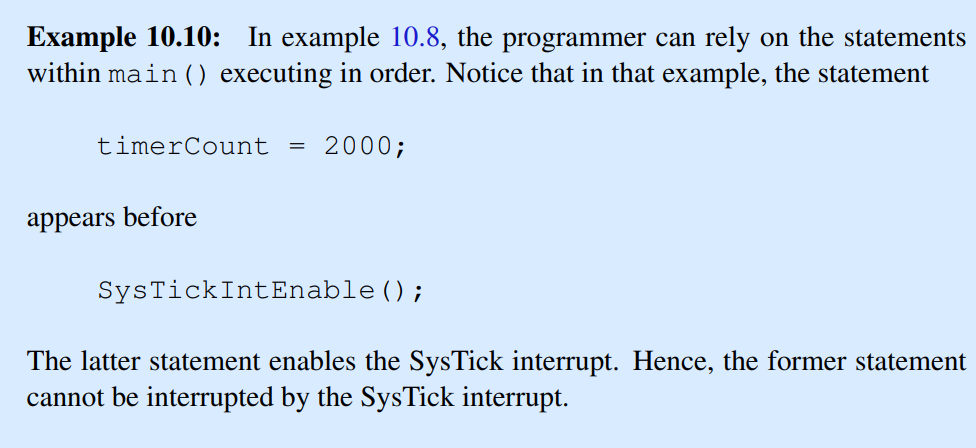 Example 10.10: In example 10.8, the programmer can rely on the statements
within main() executing in order. Notice that in that example, the statement
timerCount = 2000;
appears before
SysTickIntEnable();
The latter statement enables the SysTick interrupt. Hence, the former statement
cannot be interrupted by the SysTick interrupt.